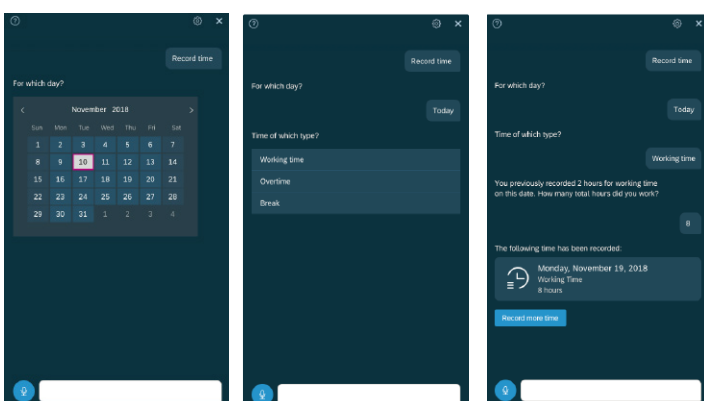 Record time
For which day?
< November 2018 >
Sun Mon Tue Wed Thu Fri Sat
1 2 3 4 5 6 7
8 9 10 11 12 13 14
15 16 17 18 19 20 21
22 23 24 25 26 27 28
29 30 31 1 2 3 4
Record time
For which day?
Today
Time of which type?
Working time
Overtime
Break
Record time
For which day?
Today
Time of which type?
Working time
You previously recorded 2 hours for working time
on this date. How many total hours did you work?
8
The following time has been recorded:
Monday, November 19, 2018
Working Time
8 hours
Record more time